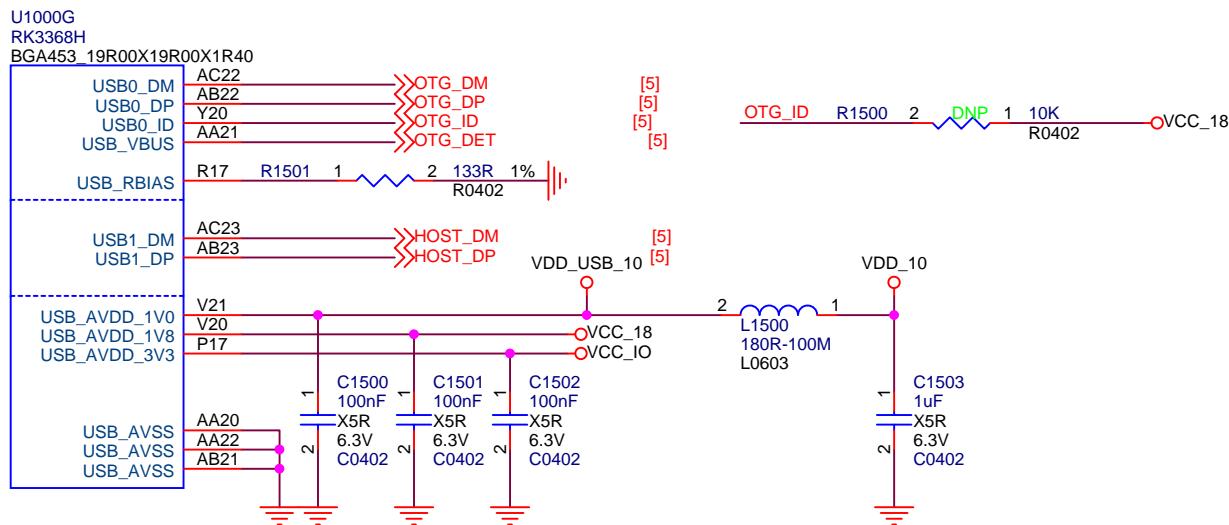 U1000G
RK3368H
BGA453_19R00X19R00X1R40
USB0_DM AC22 OTG_DM [5]
USB0_DP AB22 OTG_DP [5]
USB0_ID Y20 OTG_ID [5]
USB_VBUS AA21 OTG_DET [5]
OTG_ID R1500 2 DNP 1 10K VCC_18
R0402
USB_RBIAS R17 R1501 1 2 133R 1%
R0402
USB1_DM AC23 HOST_DM [5]
USB1_DP AB23 HOST_DP [5]
VDD_USB_10 VDD_10
USB_AVDD_1V0 V21 2 1
USB_AVDD_1V8 V20 VCC_18
USB_AVDD_3V3 P17 VCC_IO
L1500
180R-100M
L0603
1 C1500 1 C1501 1 C1502 1 C1503
100nF 100nF 100nF 1uF
X5R X5R X5R X5R
2 6.3V 2 6.3V 2 6.3V 2 6.3V
C0402 C0402 C0402 C0402
USB_AVSS AA20
USB_AVSS AA22
USB_AVSS AB21